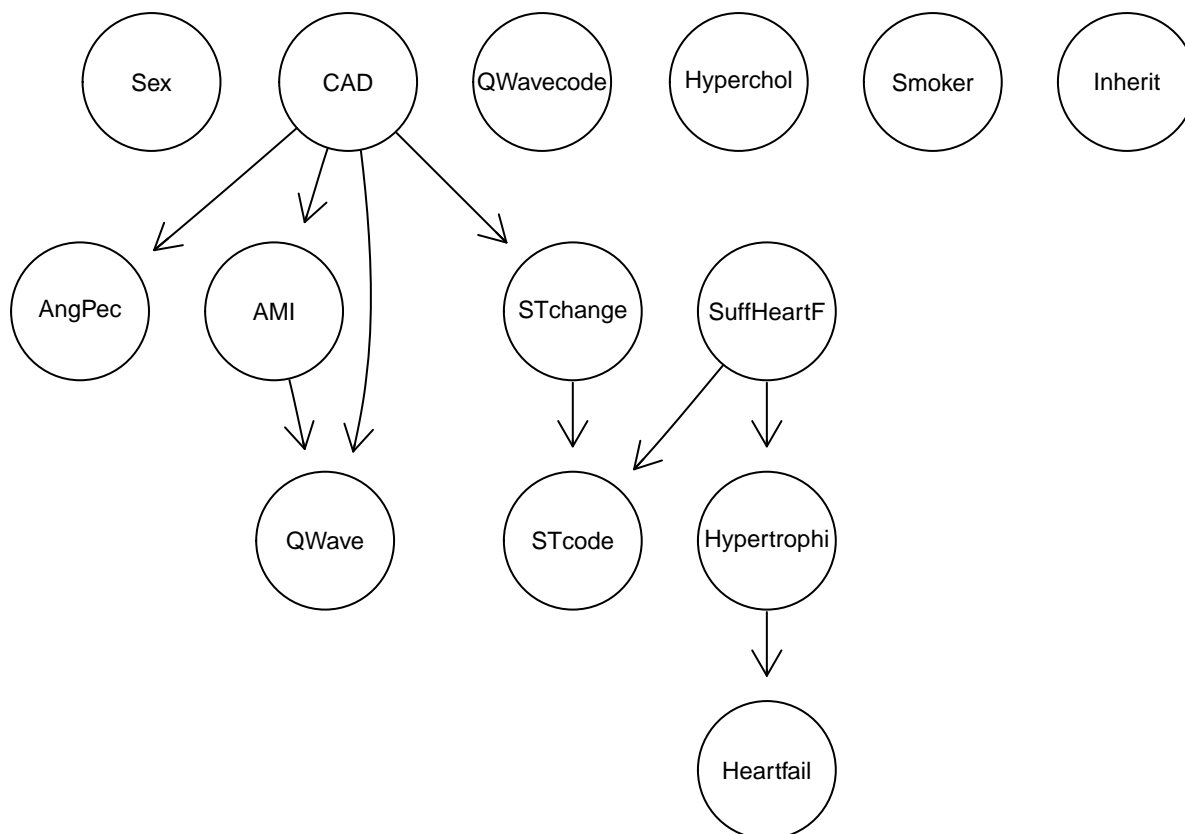 Sex
CAD
QWavecode
Hyperchol
Smoker
Inherit
AngPec
AMI
STchange
SuffHeartF
QWave
STcode
Hypertrophi
Heartfail